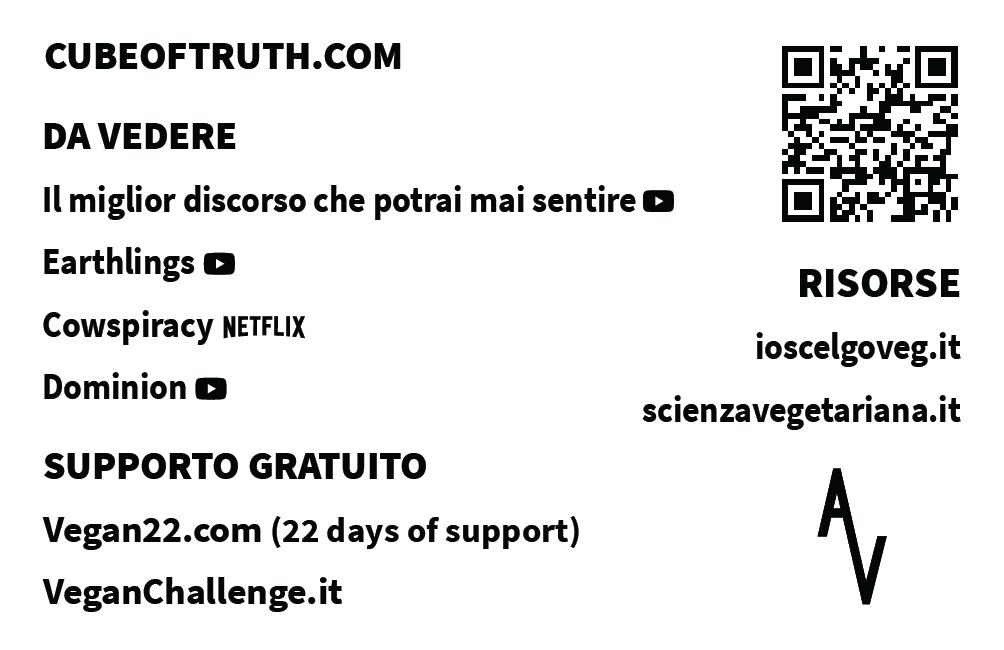 CUBEOFTRUTH.COM
DA VEDERE
Il miglior discorso che potrai mai sentire
Earthlings
Cowspiracy NETFLIX
Dominion
SUPPORTO GRATUITO
Vegan22.com (22 days of support)
VeganChallenge.it
RISORSE
ioscelgoveg.it
scienzavegetariana.it
AV